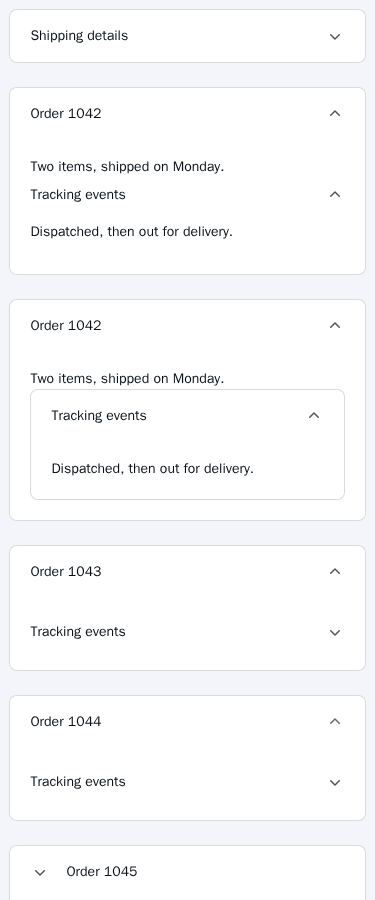 Shipping details
Order 1042
Two items, shipped on Monday.
Tracking events
Dispatched, then out for delivery.
Order 1042
Two items, shipped on Monday.
Tracking events
Dispatched, then out for delivery.
Order 1043
Tracking events
Order 1044
Tracking events
Order 1045